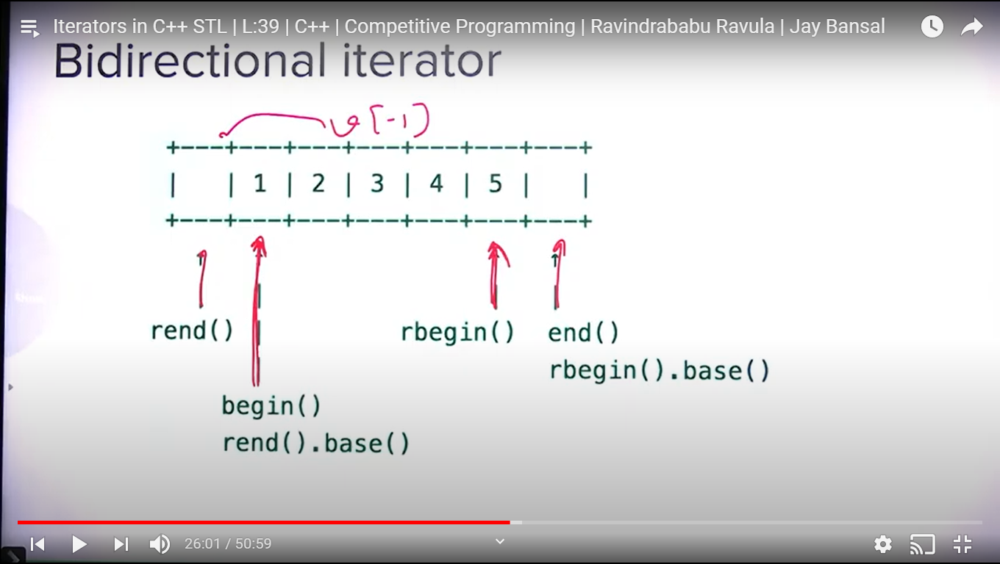 Iterators in C++ STL | L:39 | C++ | Competitive Programming | Ravindrababu Ravula | Jay Bansal
Bidirectional iterator
v[-1]
+---+---+---+---+---+---+---+
|   | 1 | 2 | 3 | 4 | 5 |   |
+---+---+---+---+---+---+---+
rend() rbegin() end()
rbegin().base()
begin()
rend().base()
26:01 / 50:59